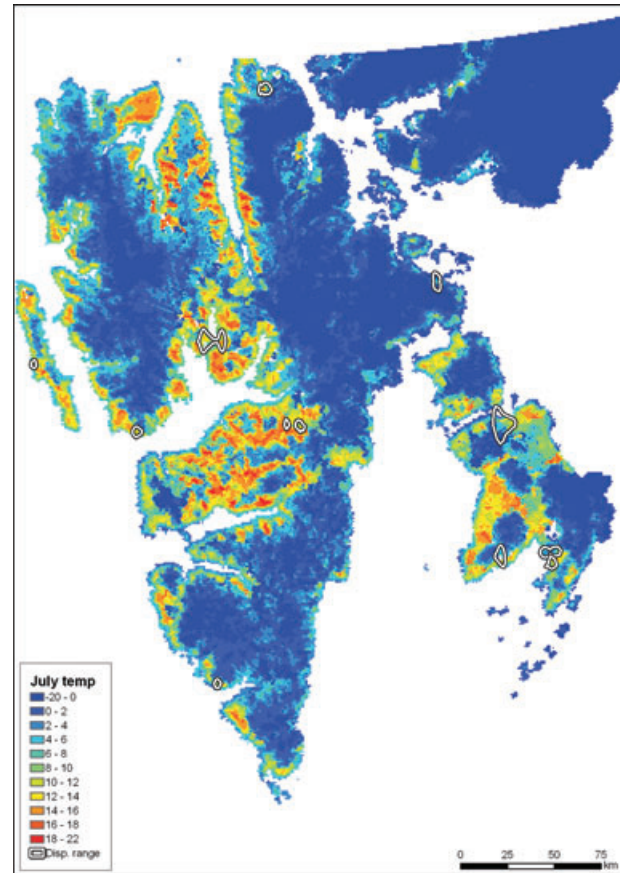 July temp
-20 - 0
0 - 2
2 - 4
4 - 6
6 - 8
8 - 10
10 - 12
12 - 14
14 - 16
16 - 18
18 - 22
Disp. range
0 25 50 75
km